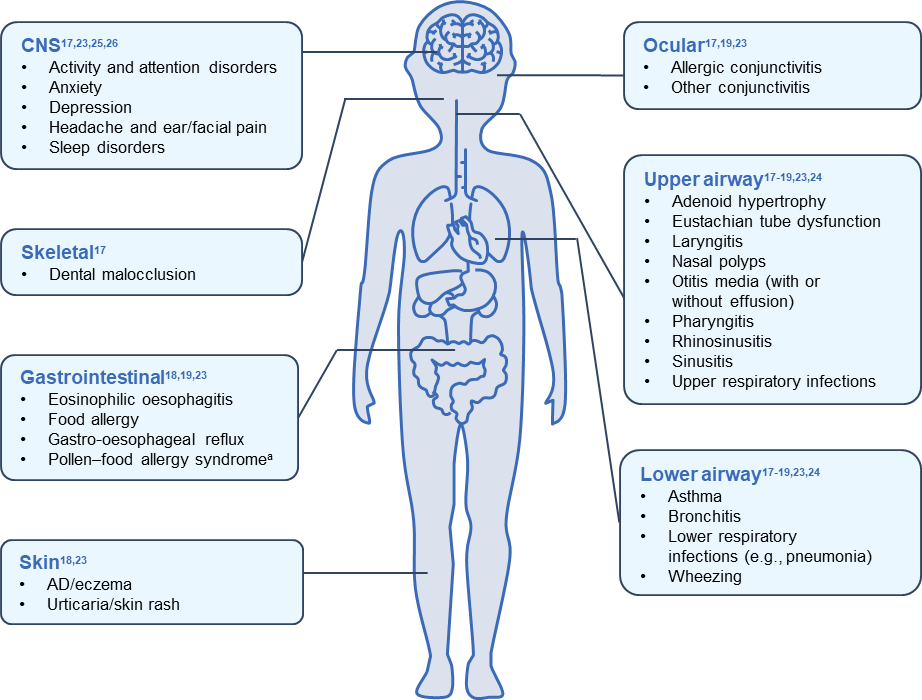 CNS17,23,25,26
• Activity and attention disorders
• Anxiety
• Depression
• Headache and ear/facial pain
• Sleep disorders
Skeletal17
• Dental malocclusion
Gastrointestinal18,19,23
• Eosinophilic oesophagitis
• Food allergy
• Gastro-oesophageal reflux
• Pollen–food allergy syndromea
Skin18,23
• AD/eczema
• Urticaria/skin rash
Ocular17,19,23
• Allergic conjunctivitis
• Other conjunctivitis
Upper airway17-19,23,24
• Adenoid hypertrophy
• Eustachian tube dysfunction
• Laryngitis
• Nasal polyps
• Otitis media (with or
without effusion)
• Pharyngitis
• Rhinosinusitis
• Sinusitis
• Upper respiratory infections
Lower airway17-19,23,24
• Asthma
• Bronchitis
• Lower respiratory
infections (e.g., pneumonia)
• Wheezing